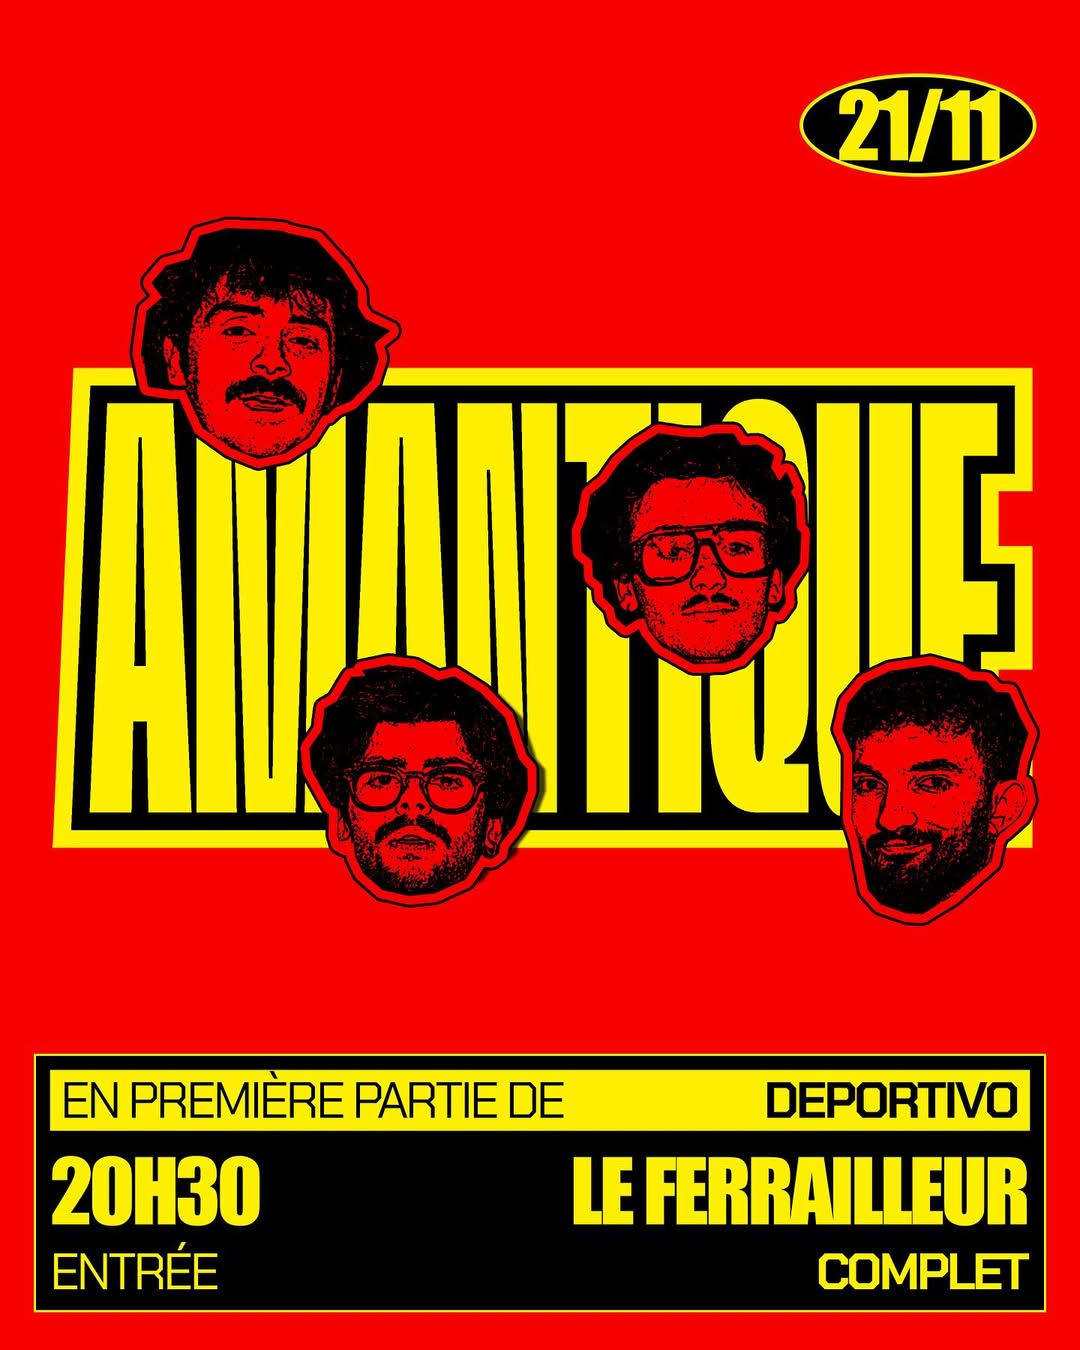 21/11
AMANTIQUE
EN PREMIÈRE PARTIE DE DEPORTIVO
20H30 LE FERRAILLEUR
ENTRÉE COMPLET